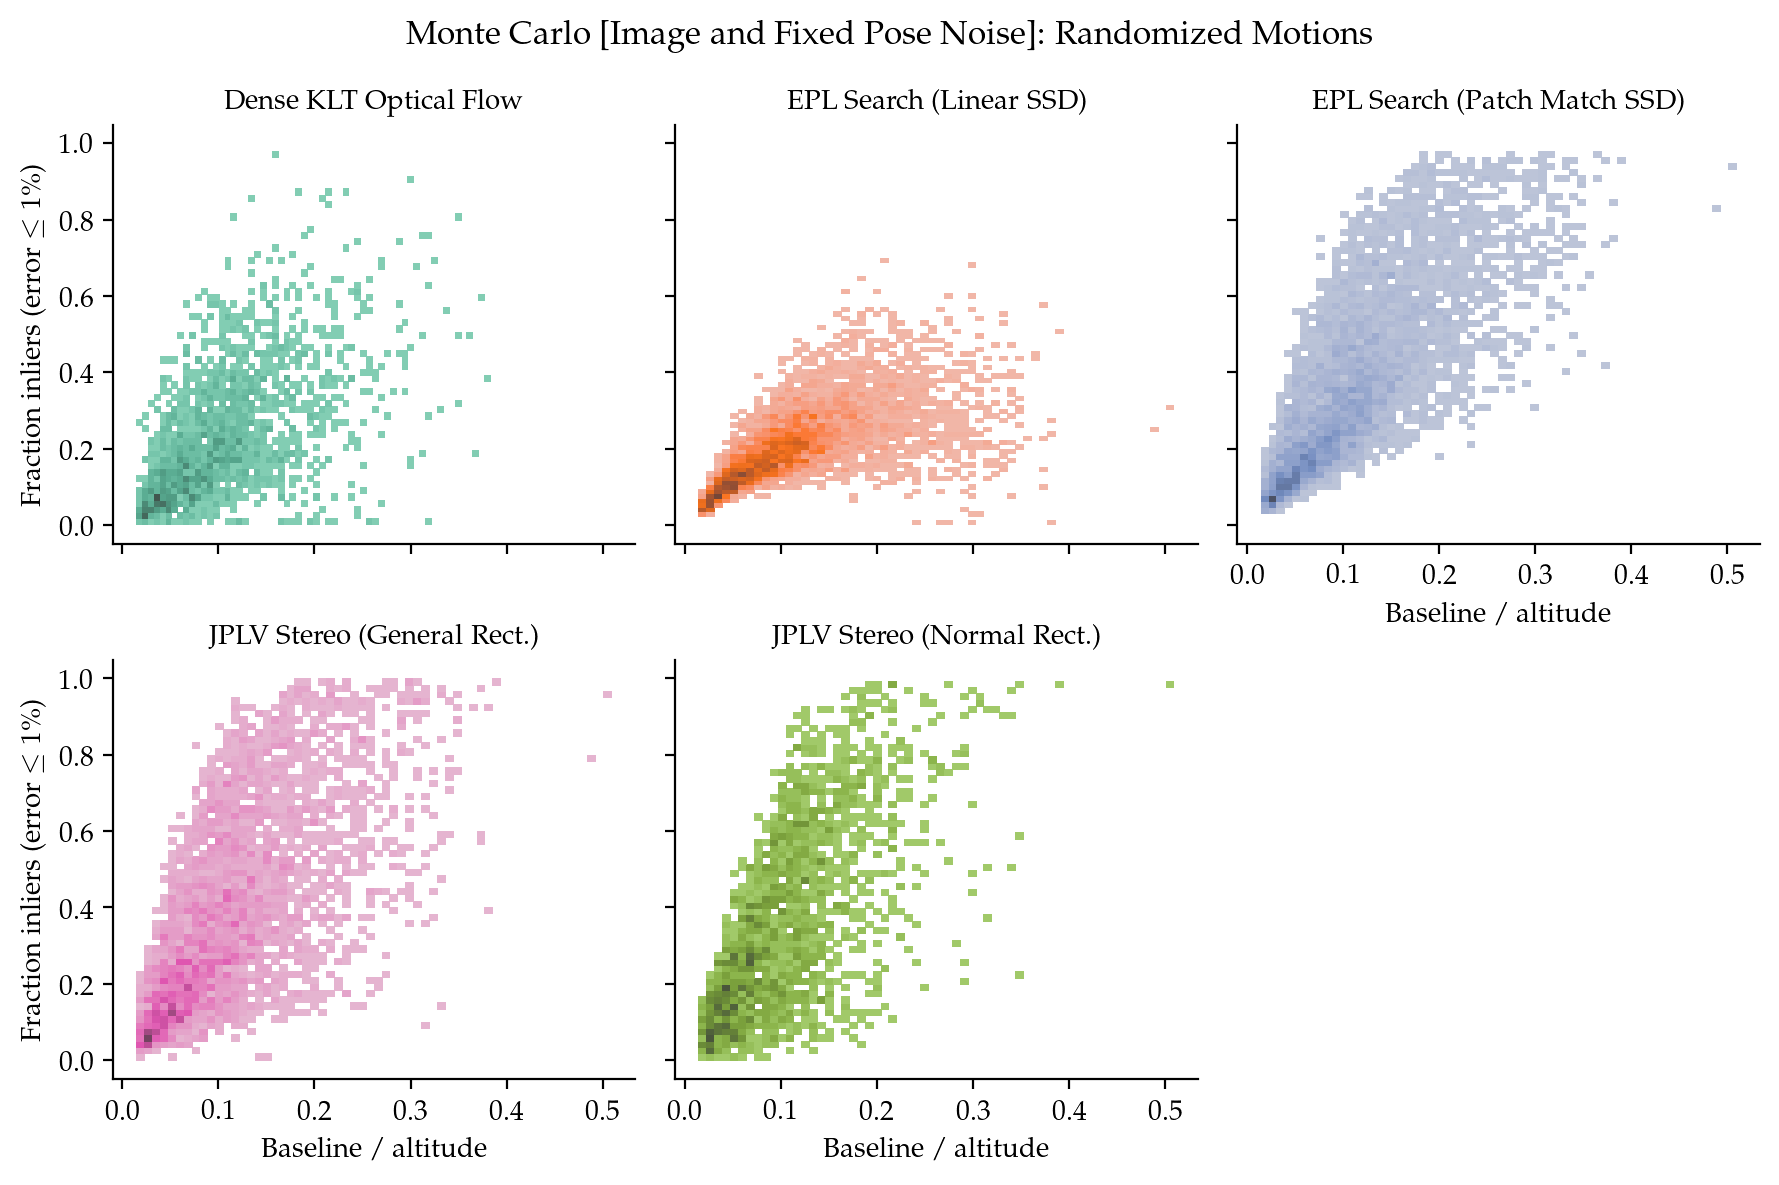 Monte Carlo [Image and Fixed Pose Noise]: Randomized Motions
Dense KLT Optical Flow
EPL Search (Linear SSD)
EPL Search (Patch Match SSD)
Fraction inliers (error ≤ 1%)
1.0
0.8
0.6
0.4
0.2
0.0
0.0 0.1 0.2 0.3 0.4 0.5
Baseline / altitude
JPLV Stereo (General Rect.)
JPLV Stereo (Normal Rect.)
Fraction inliers (error ≤ 1%)
1.0
0.8
0.6
0.4
0.2
0.0
0.0 0.1 0.2 0.3 0.4 0.5
Baseline / altitude
0.0 0.1 0.2 0.3 0.4 0.5
Baseline / altitude